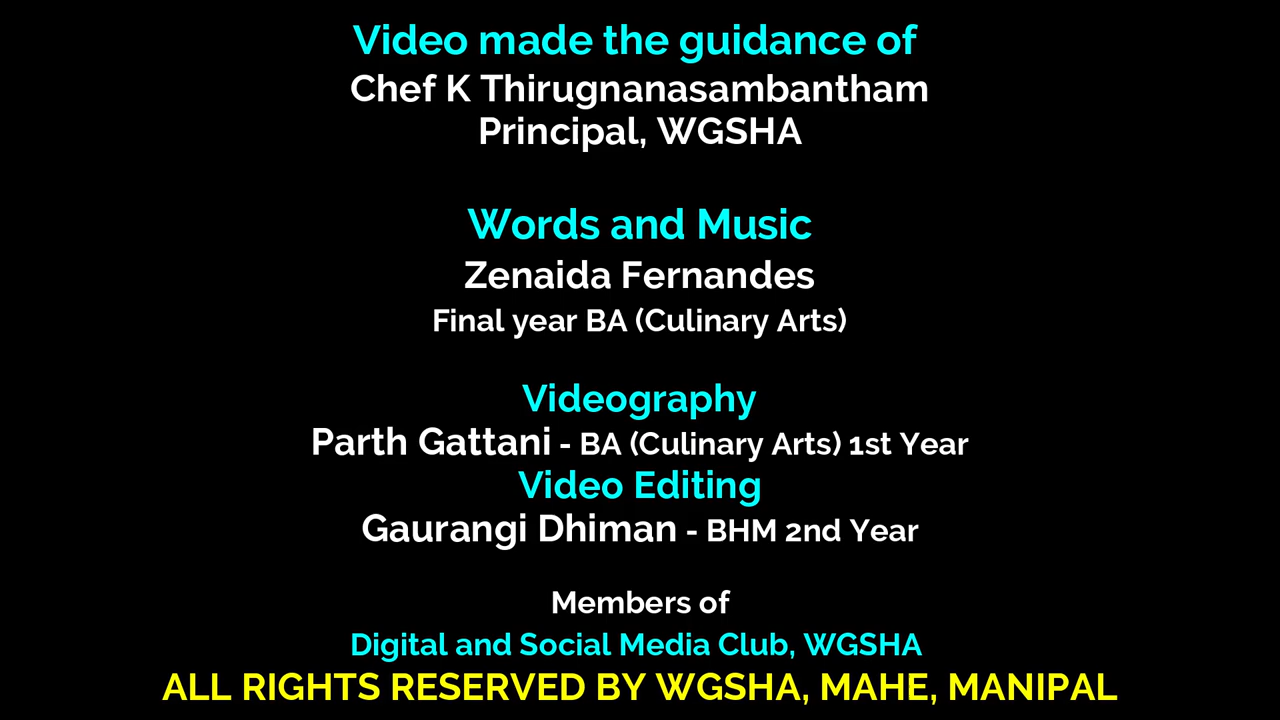 Video made the guidance of
Chef K Thirugnanasambantham
Principal, WGSHA
Words and Music
Zenaida Fernandes
Final year BA (Culinary Arts)
Videography
Parth Gattani - BA (Culinary Arts) 1st Year
Video Editing
Gaurangi Dhiman - BHM 2nd Year
Members of
Digital and Social Media Club, WGSHA
ALL RIGHTS RESERVED BY WGSHA, MAHE, MANIPAL